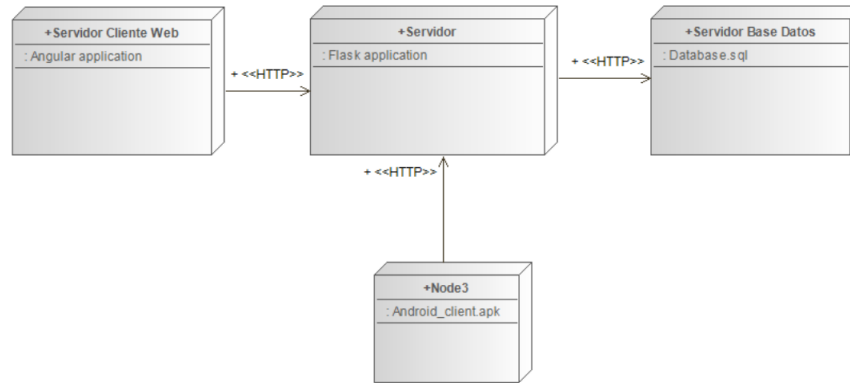 +Servidor Cliente Web
: Angular application
+ <<HTTP>>
+Servidor
: Flask application
+ <<HTTP>>
+Servidor Base Datos
: Database.sql
+ <<HTTP>>
+Node3
: Android_client.apk